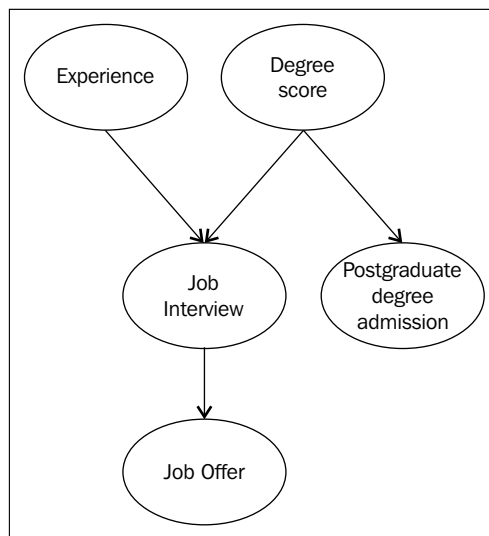 Experience
Degree
score
Job
Interview
Postgraduate
degree
admission
Job Offer